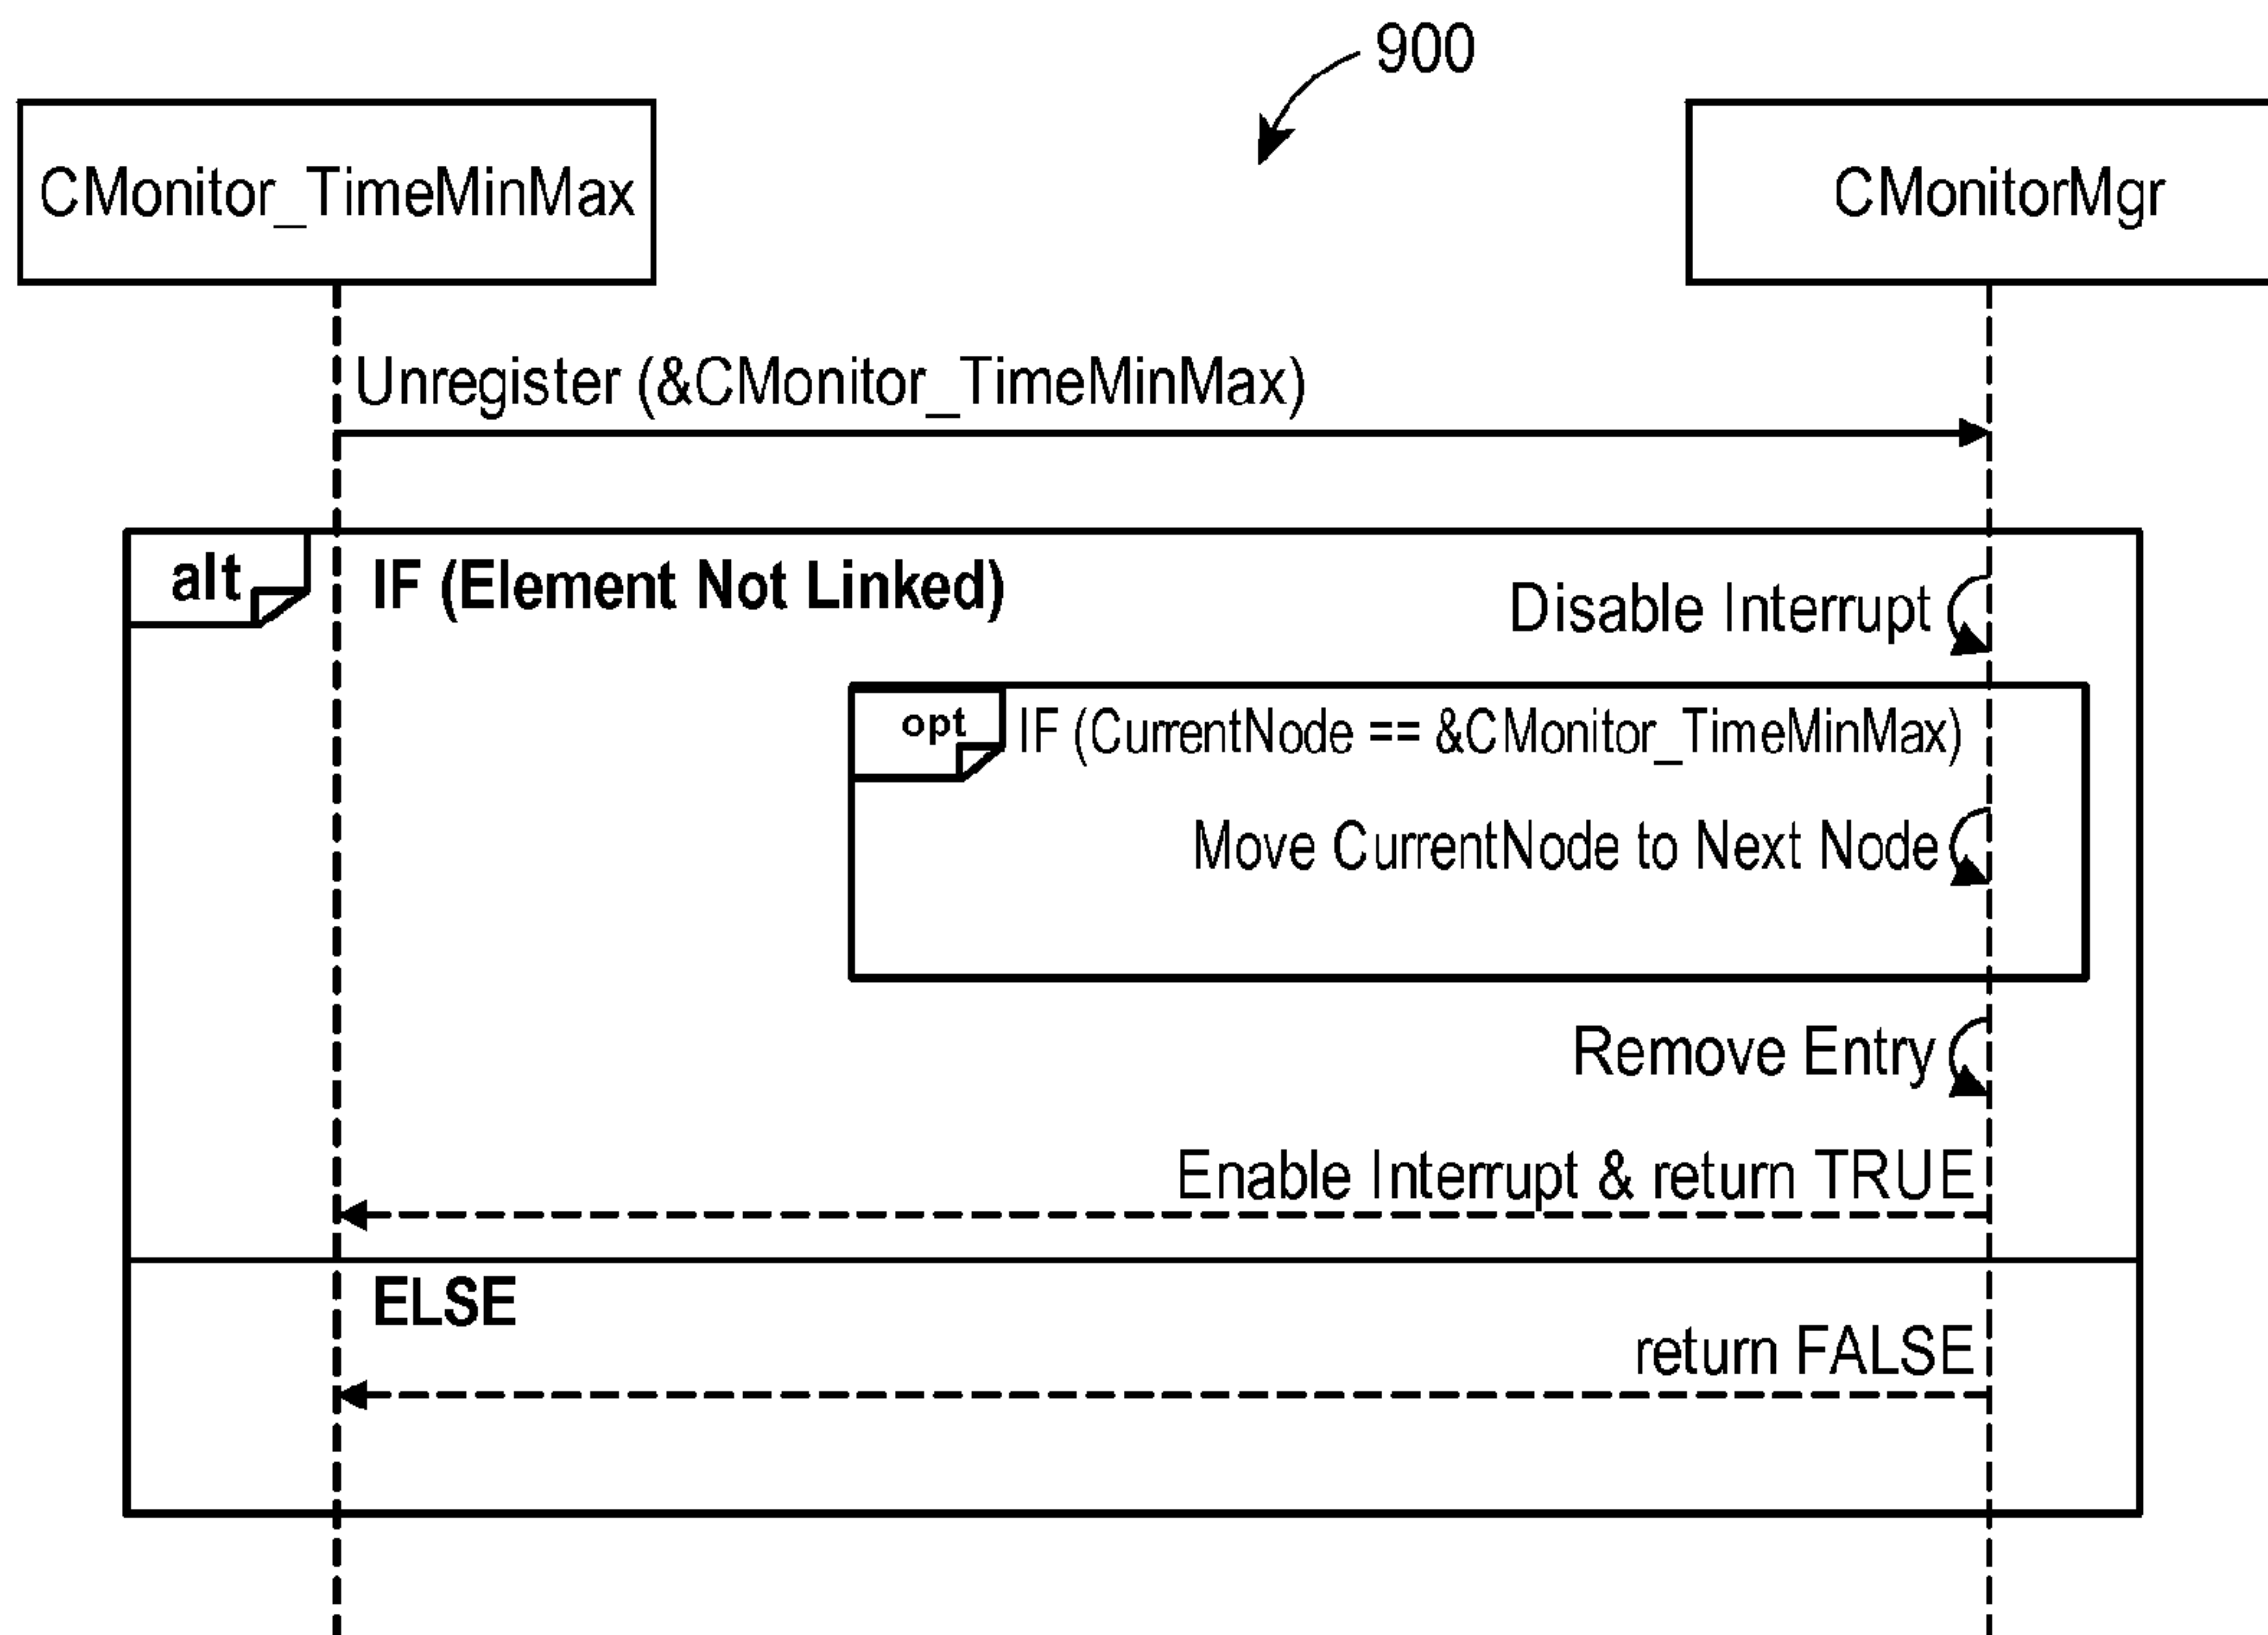 900
CMonitor_TimeMinMax
CMonitorMgr
Unregister (&CMonitor_TimeMinMax)
alt
IF (Element Not Linked)
Disable Interrupt
opt
IF (CurrentNode == &CMonitor_TimeMinMax)
Move CurrentNode to Next Node
Remove Entry
Enable Interrupt & return TRUE
ELSE
return FALSE